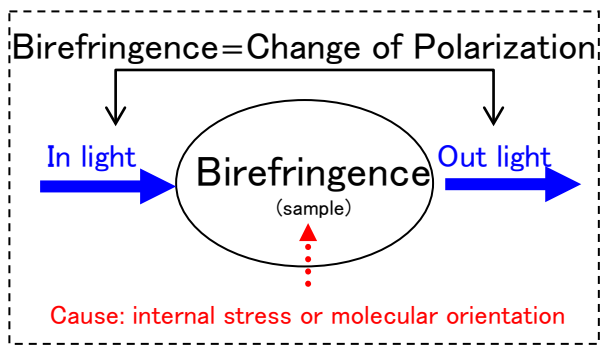 Birefringence=Change of Polarization
In light
Birefringence
(sample)
Out light
Cause: internal stress or molecular orientation